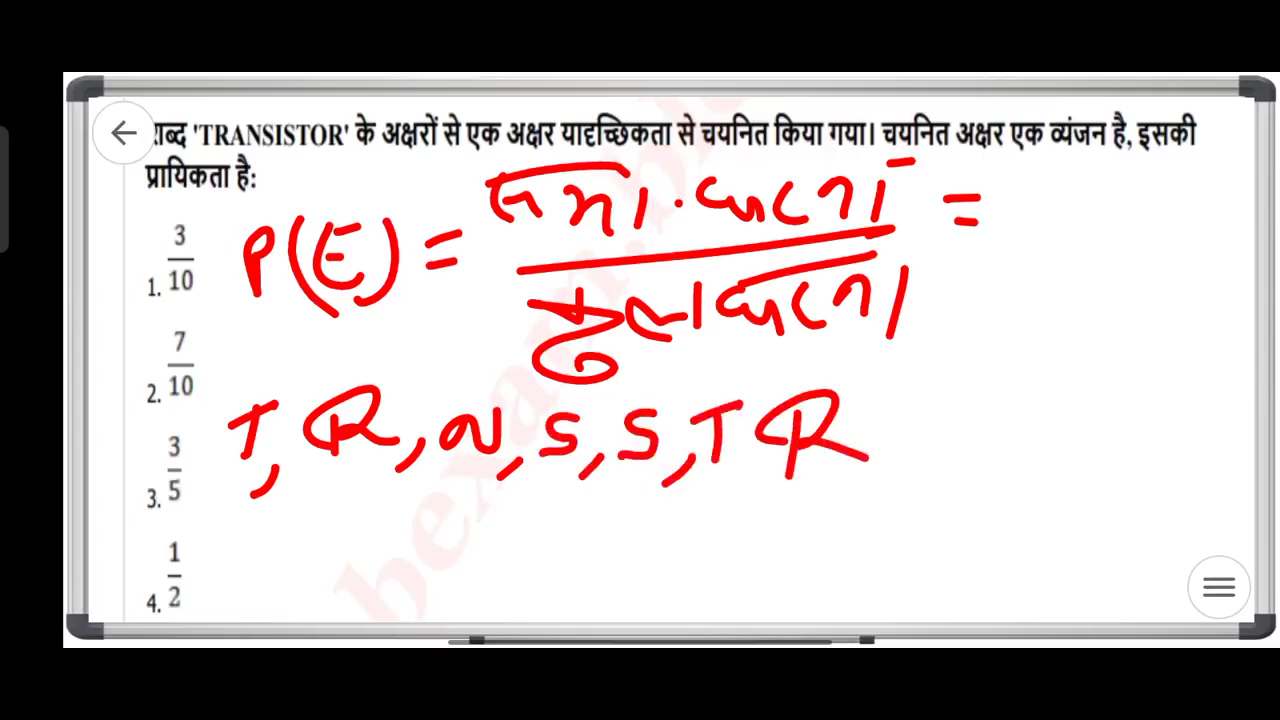 शब्द 'TRANSISTOR' के अक्षरों से एक अक्षर यादृच्छिकता से चयनित किया गया। चयनित अक्षर एक व्यंजन है, इसकी
प्रायिकता है:
1. 3/10
2. 7/10
3. 3/5
4. 1/2
P(E) = =
T, R, N, S, S, T R